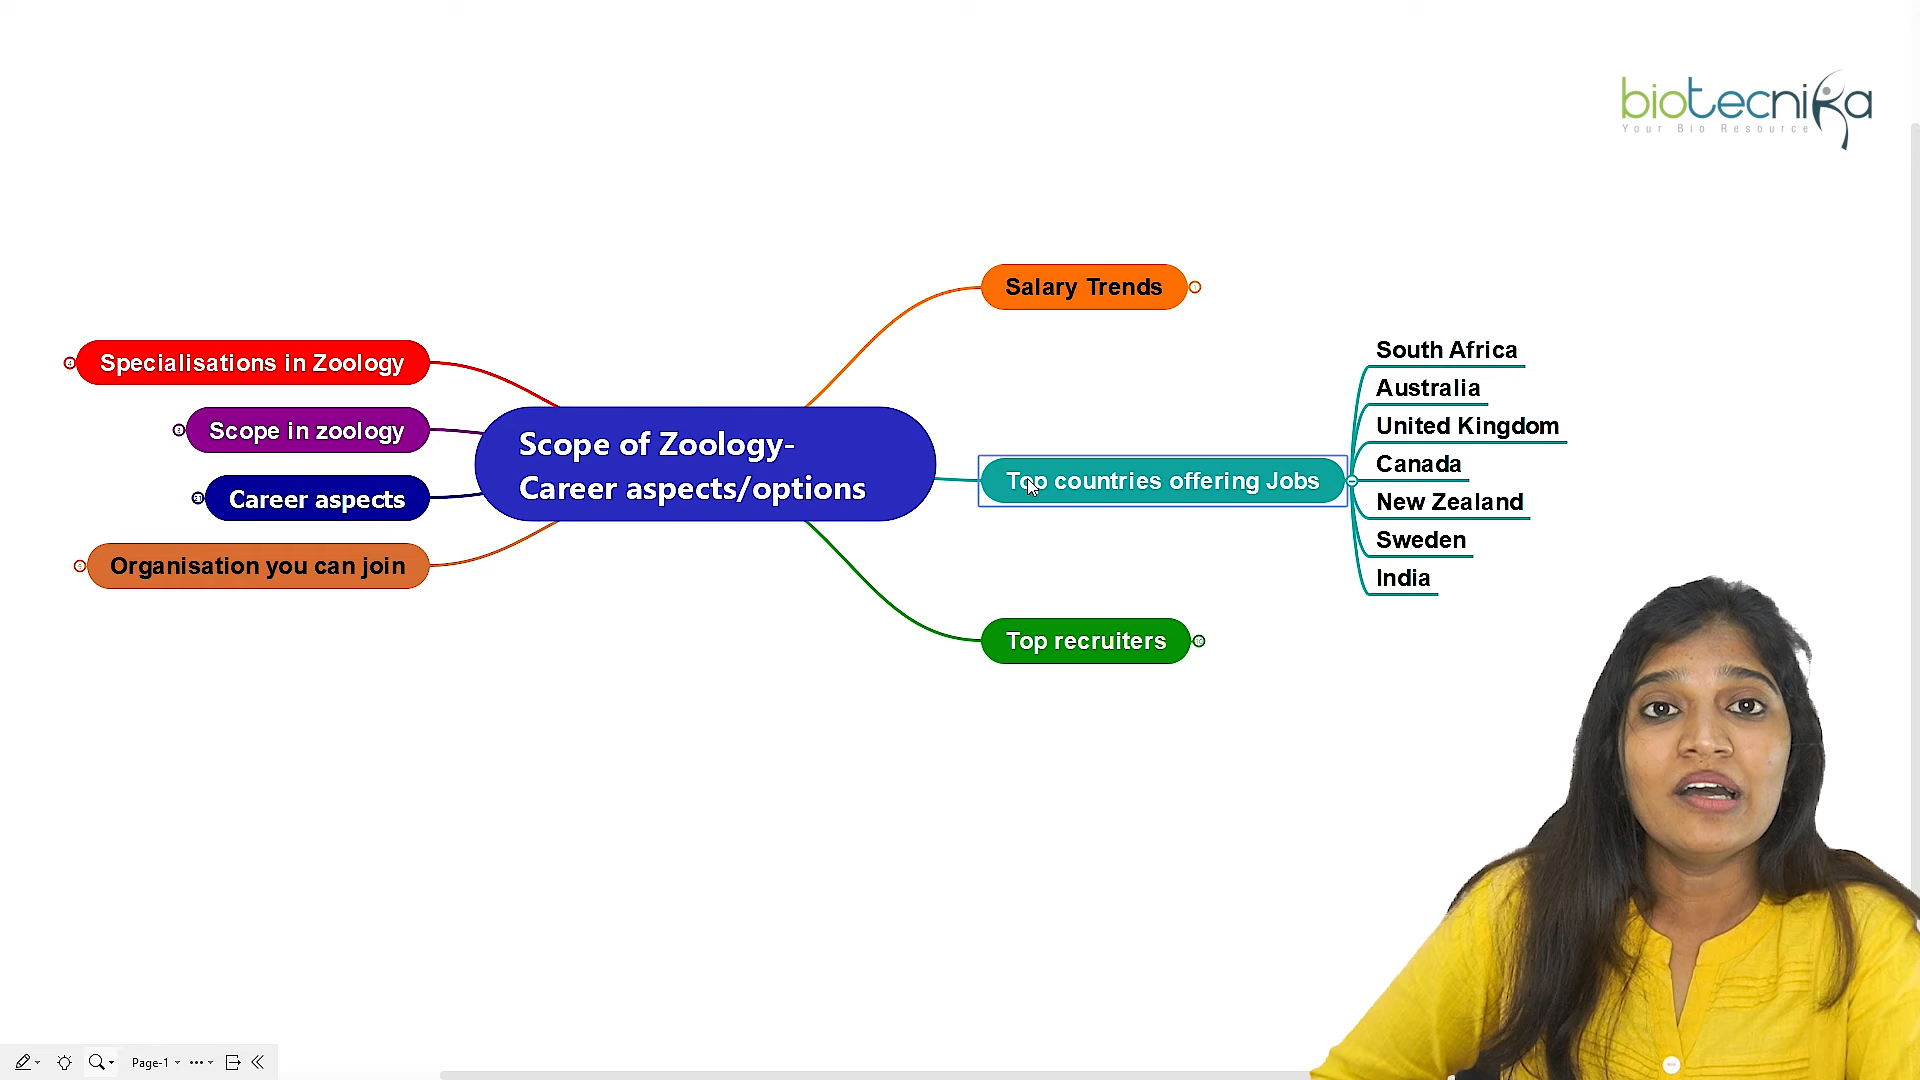 biotecnika
Your Bio Resource
Salary Trends
Specialisations in Zoology
Scope in zoology
Career aspects
Organisation you can join
Scope of Zoology-
Career aspects/options
Top countries offering Jobs
South Africa
Australia
United Kingdom
Canada
New Zealand
Sweden
India
Top recruiters
Page-1